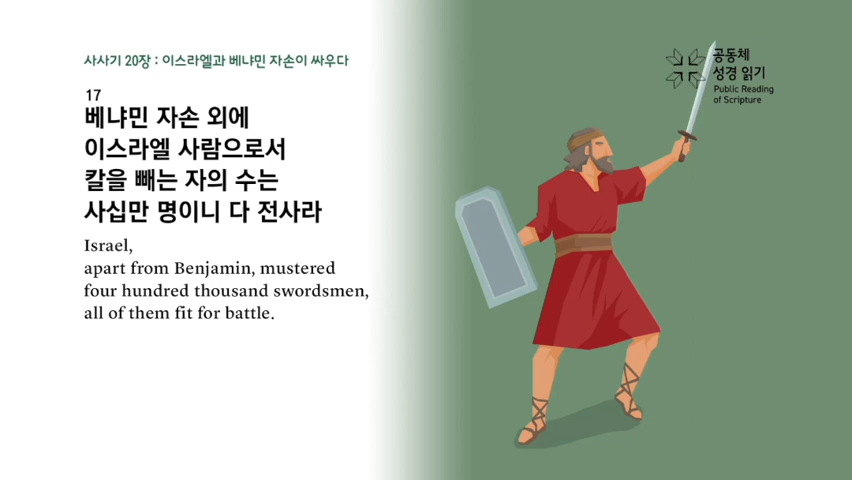 사사기 20장 : 이스라엘과 베냐민 자손이 싸우다
17
베냐민 자손 외에
이스라엘 사람으로서
칼을 빼는 자의 수는
사십만 명이니 다 전사라
Israel,
apart from Benjamin, mustered
four hundred thousand swordsmen,
all of them fit for battle.
공동체
성경 읽기
Public Reading
of Scripture